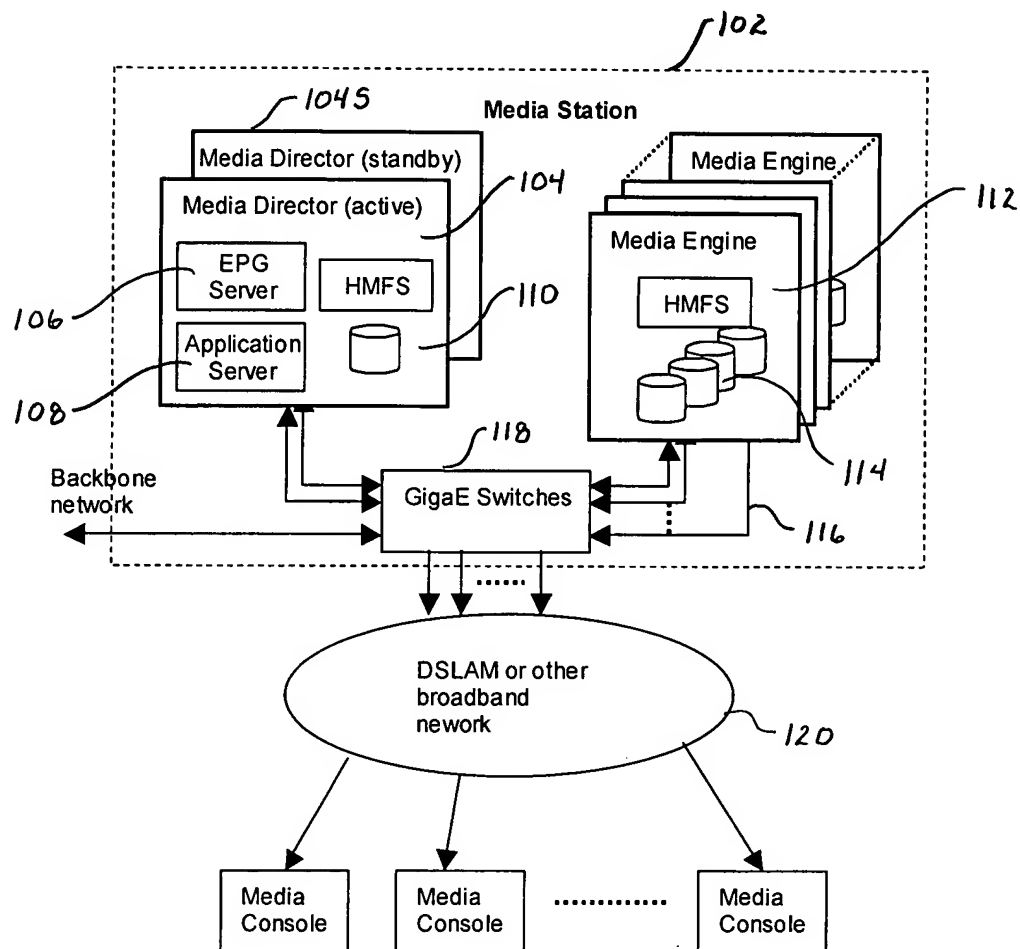 102
104S
Media Station
Media Director (standby)
Media Engine
Media Director (active)
104
112
Media Engine
EPG
Server
HMFS
110
HMFS
106
Application
Server
108
118
114
Backbone
network
GigaE Switches
116
DSLAM or other
broadband
nework
120
Media
Console
Media
Console
Media
Console